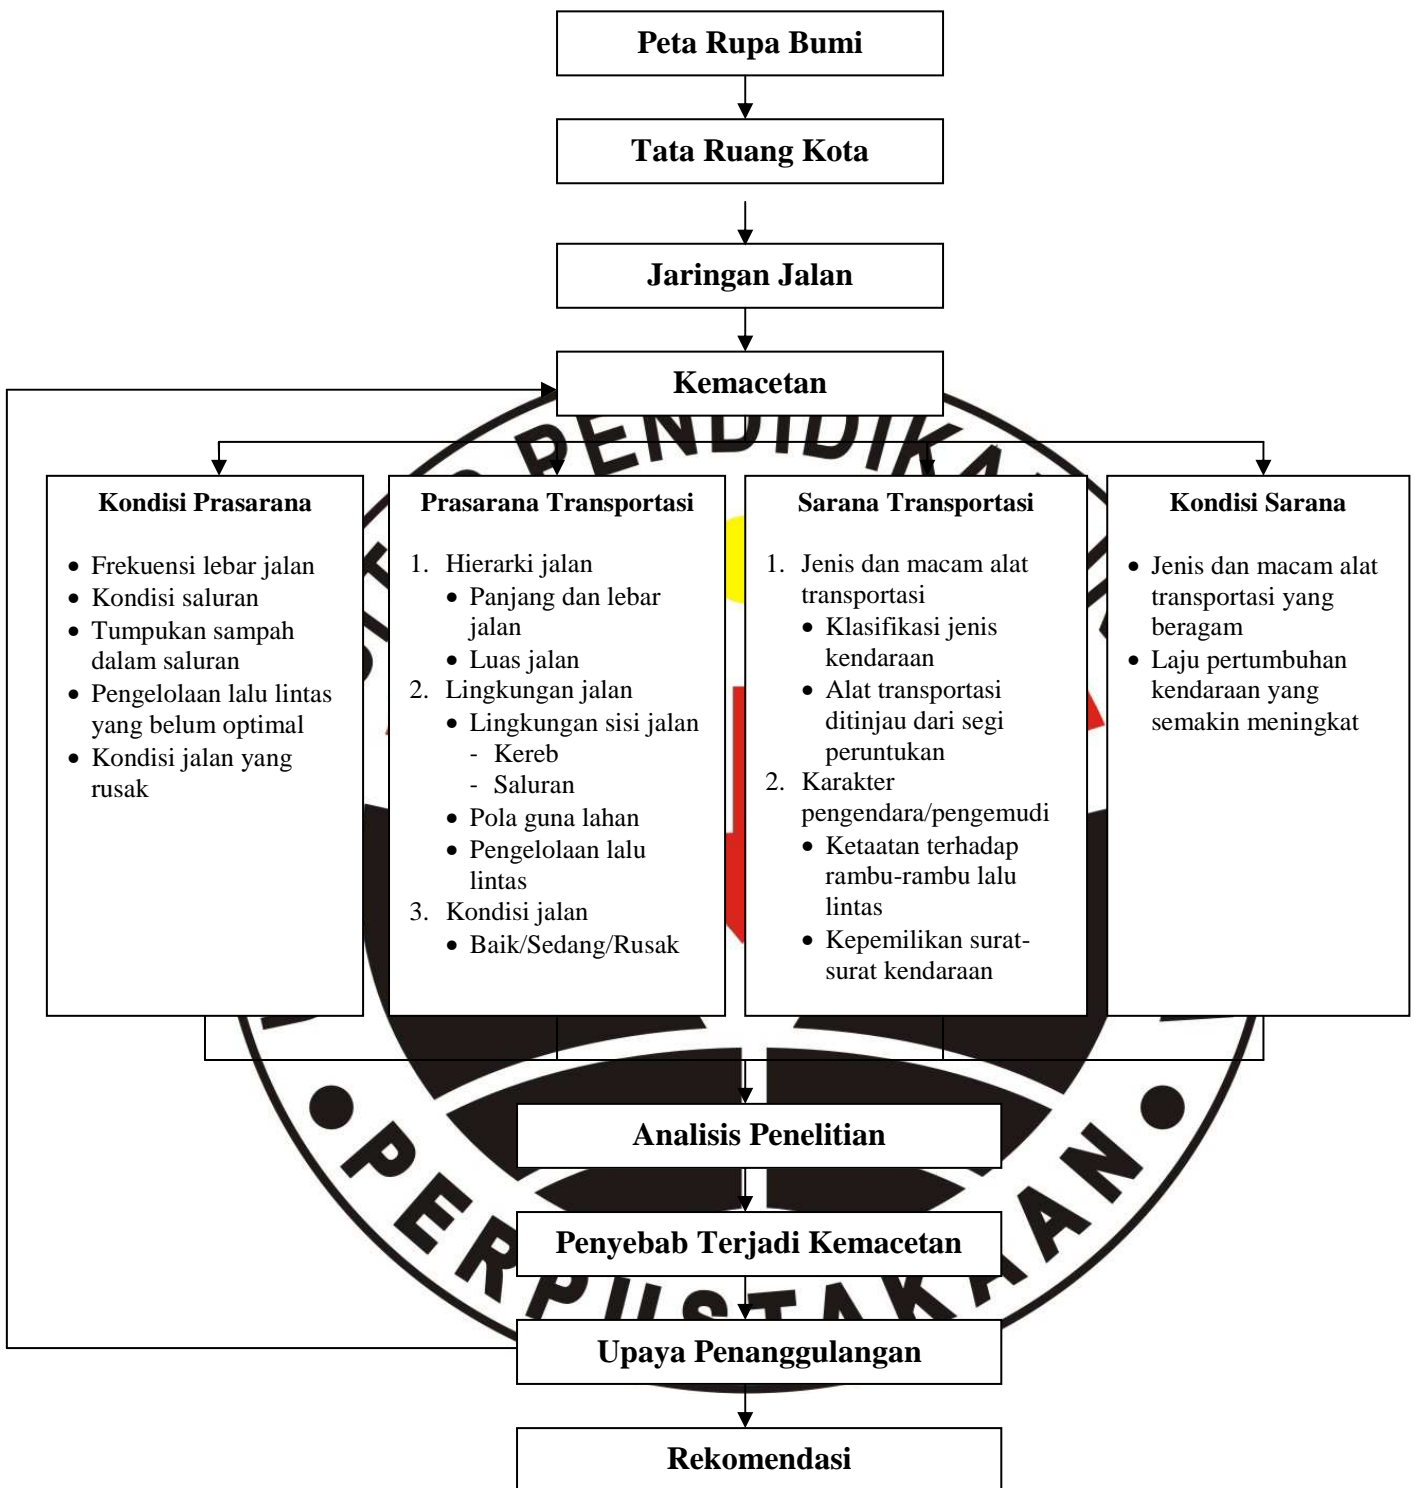 Peta Rupa Bumi
Tata Ruang Kota
Jaringan Jalan
Kemacetan
Kondisi Prasarana
• Frekuensi lebar jalan
• Kondisi saluran
• Tumpukan sampah
dalam saluran
• Pengelolaan lalu lintas
yang belum optimal
• Kondisi jalan yang
rusak
Prasarana Transportasi
1. Hierarki jalan
• Panjang dan lebar
jalan
• Luas jalan
2. Lingkungan jalan
• Lingkungan sisi jalan
- Kereb
- Saluran
• Pola guna lahan
• Pengelolaan lalu
lintas
3. Kondisi jalan
• Baik/Sedang/Rusak
Sarana Transportasi
1. Jenis dan macam alat
transportasi
• Klasifikasi jenis
kendaraan
• Alat transportasi
ditinjau dari segi
peruntukan
2. Karakter
pengendara/pengemudi
• Ketaatan terhadap
rambu-rambu lalu
lintas
• Kepemilikan surat-
surat kendaraan
Kondisi Sarana
• Jenis dan macam alat
transportasi yang
beragam
• Laju pertumbuhan
kendaraan yang
semakin meningkat
Analisis Penelitian
Penyebab Terjadi Kemacetan
Upaya Penanggulangan
Rekomendasi
PERPUSTAKAAN